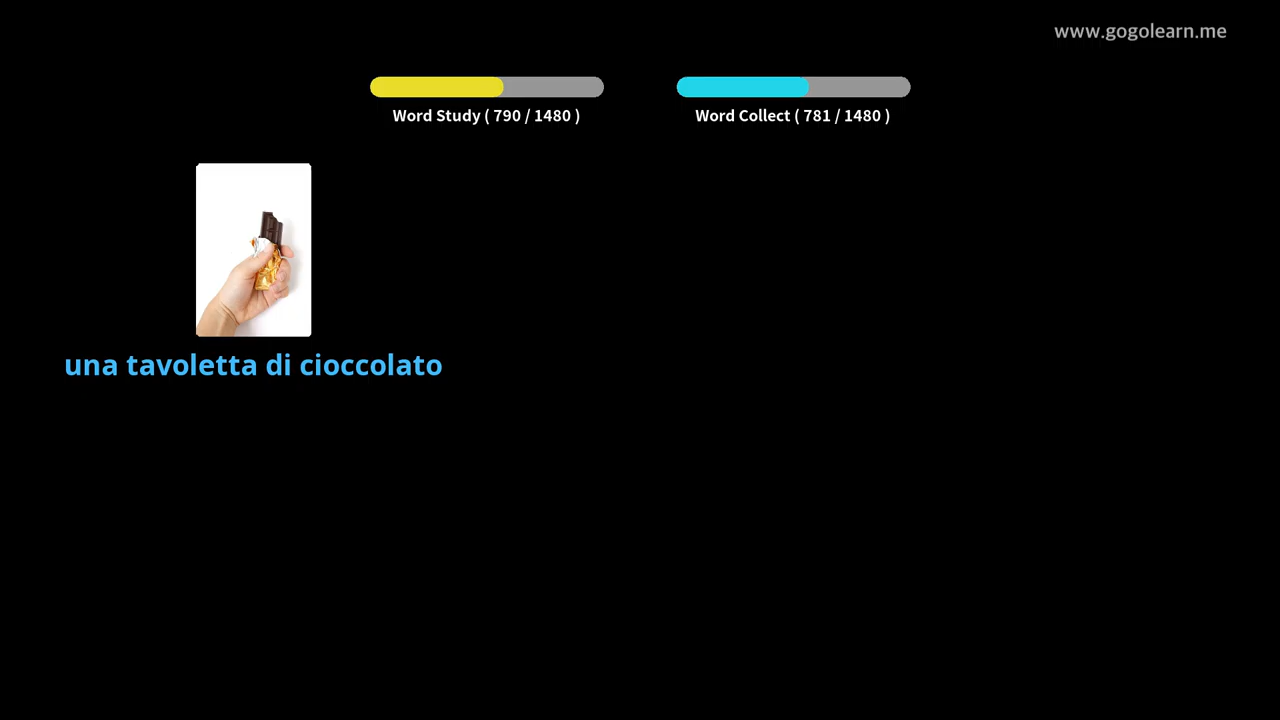 www.gogolearn.me
Word Study ( 790 / 1480 )
Word Collect ( 781 / 1480 )
una tavoletta di cioccolato